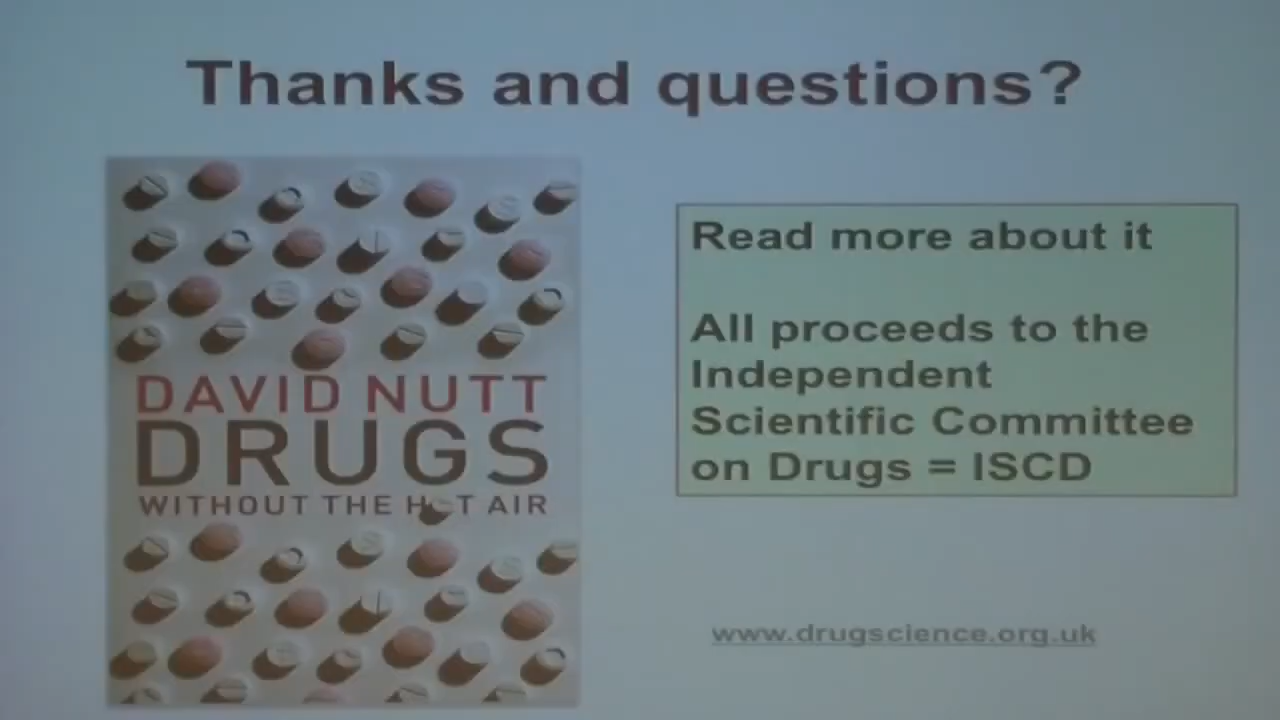 Thanks and questions?
DAVID NUTT
DRUGS
WITHOUT THE HOT AIR
Read more about it
All proceeds to the
Independent
Scientific Committee
on Drugs = ISCD
www.drugscience.org.uk